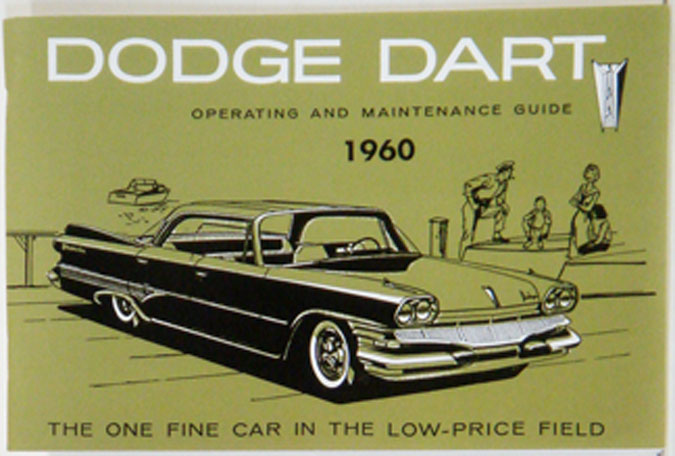 DODGE DART
OPERATING AND MAINTENANCE GUIDE
1960
THE ONE FINE CAR IN THE LOW-PRICE FIELD